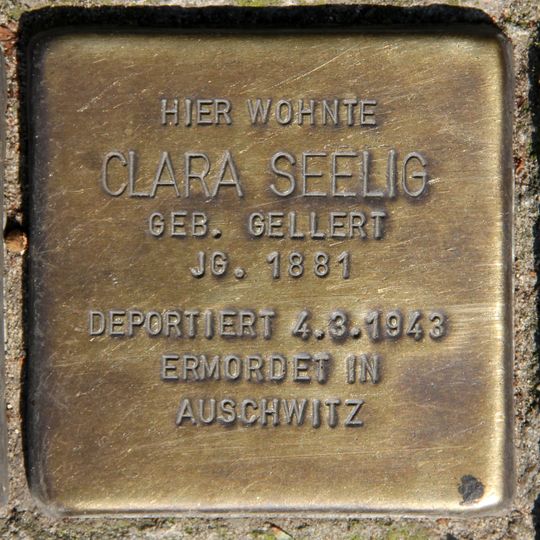 HIER WOHNTE
CLARA SEELIG
GEB. GELLERT
JG. 1881
DEPORTIERT 4.3.1943
ERMORDET IN
AUSCHWITZ